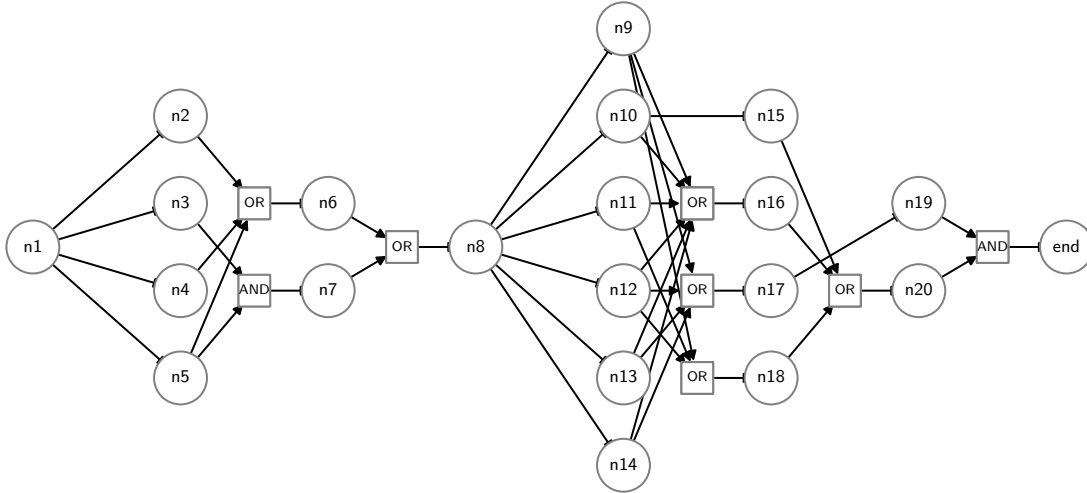 n9
n2
n10
n15
n3
OR
n6
n11
OR
n16
n19
n1
OR
n8
AND
end
n4
AND
n7
n12
OR
n17
OR
n20
n5
n13
OR
n18
n14